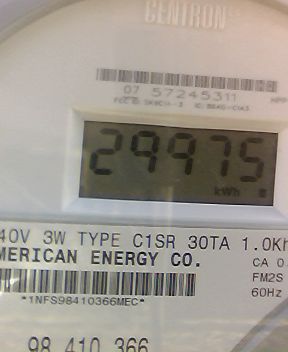 CENTRON
07 57245311
29975
kWh
40V 3W TYPE C1SR 30TA 1.0Kh
MERICAN ENERGY CO.
CA 0.
FM2S
*1NFS98410366MEC*
60Hz
98 410 366